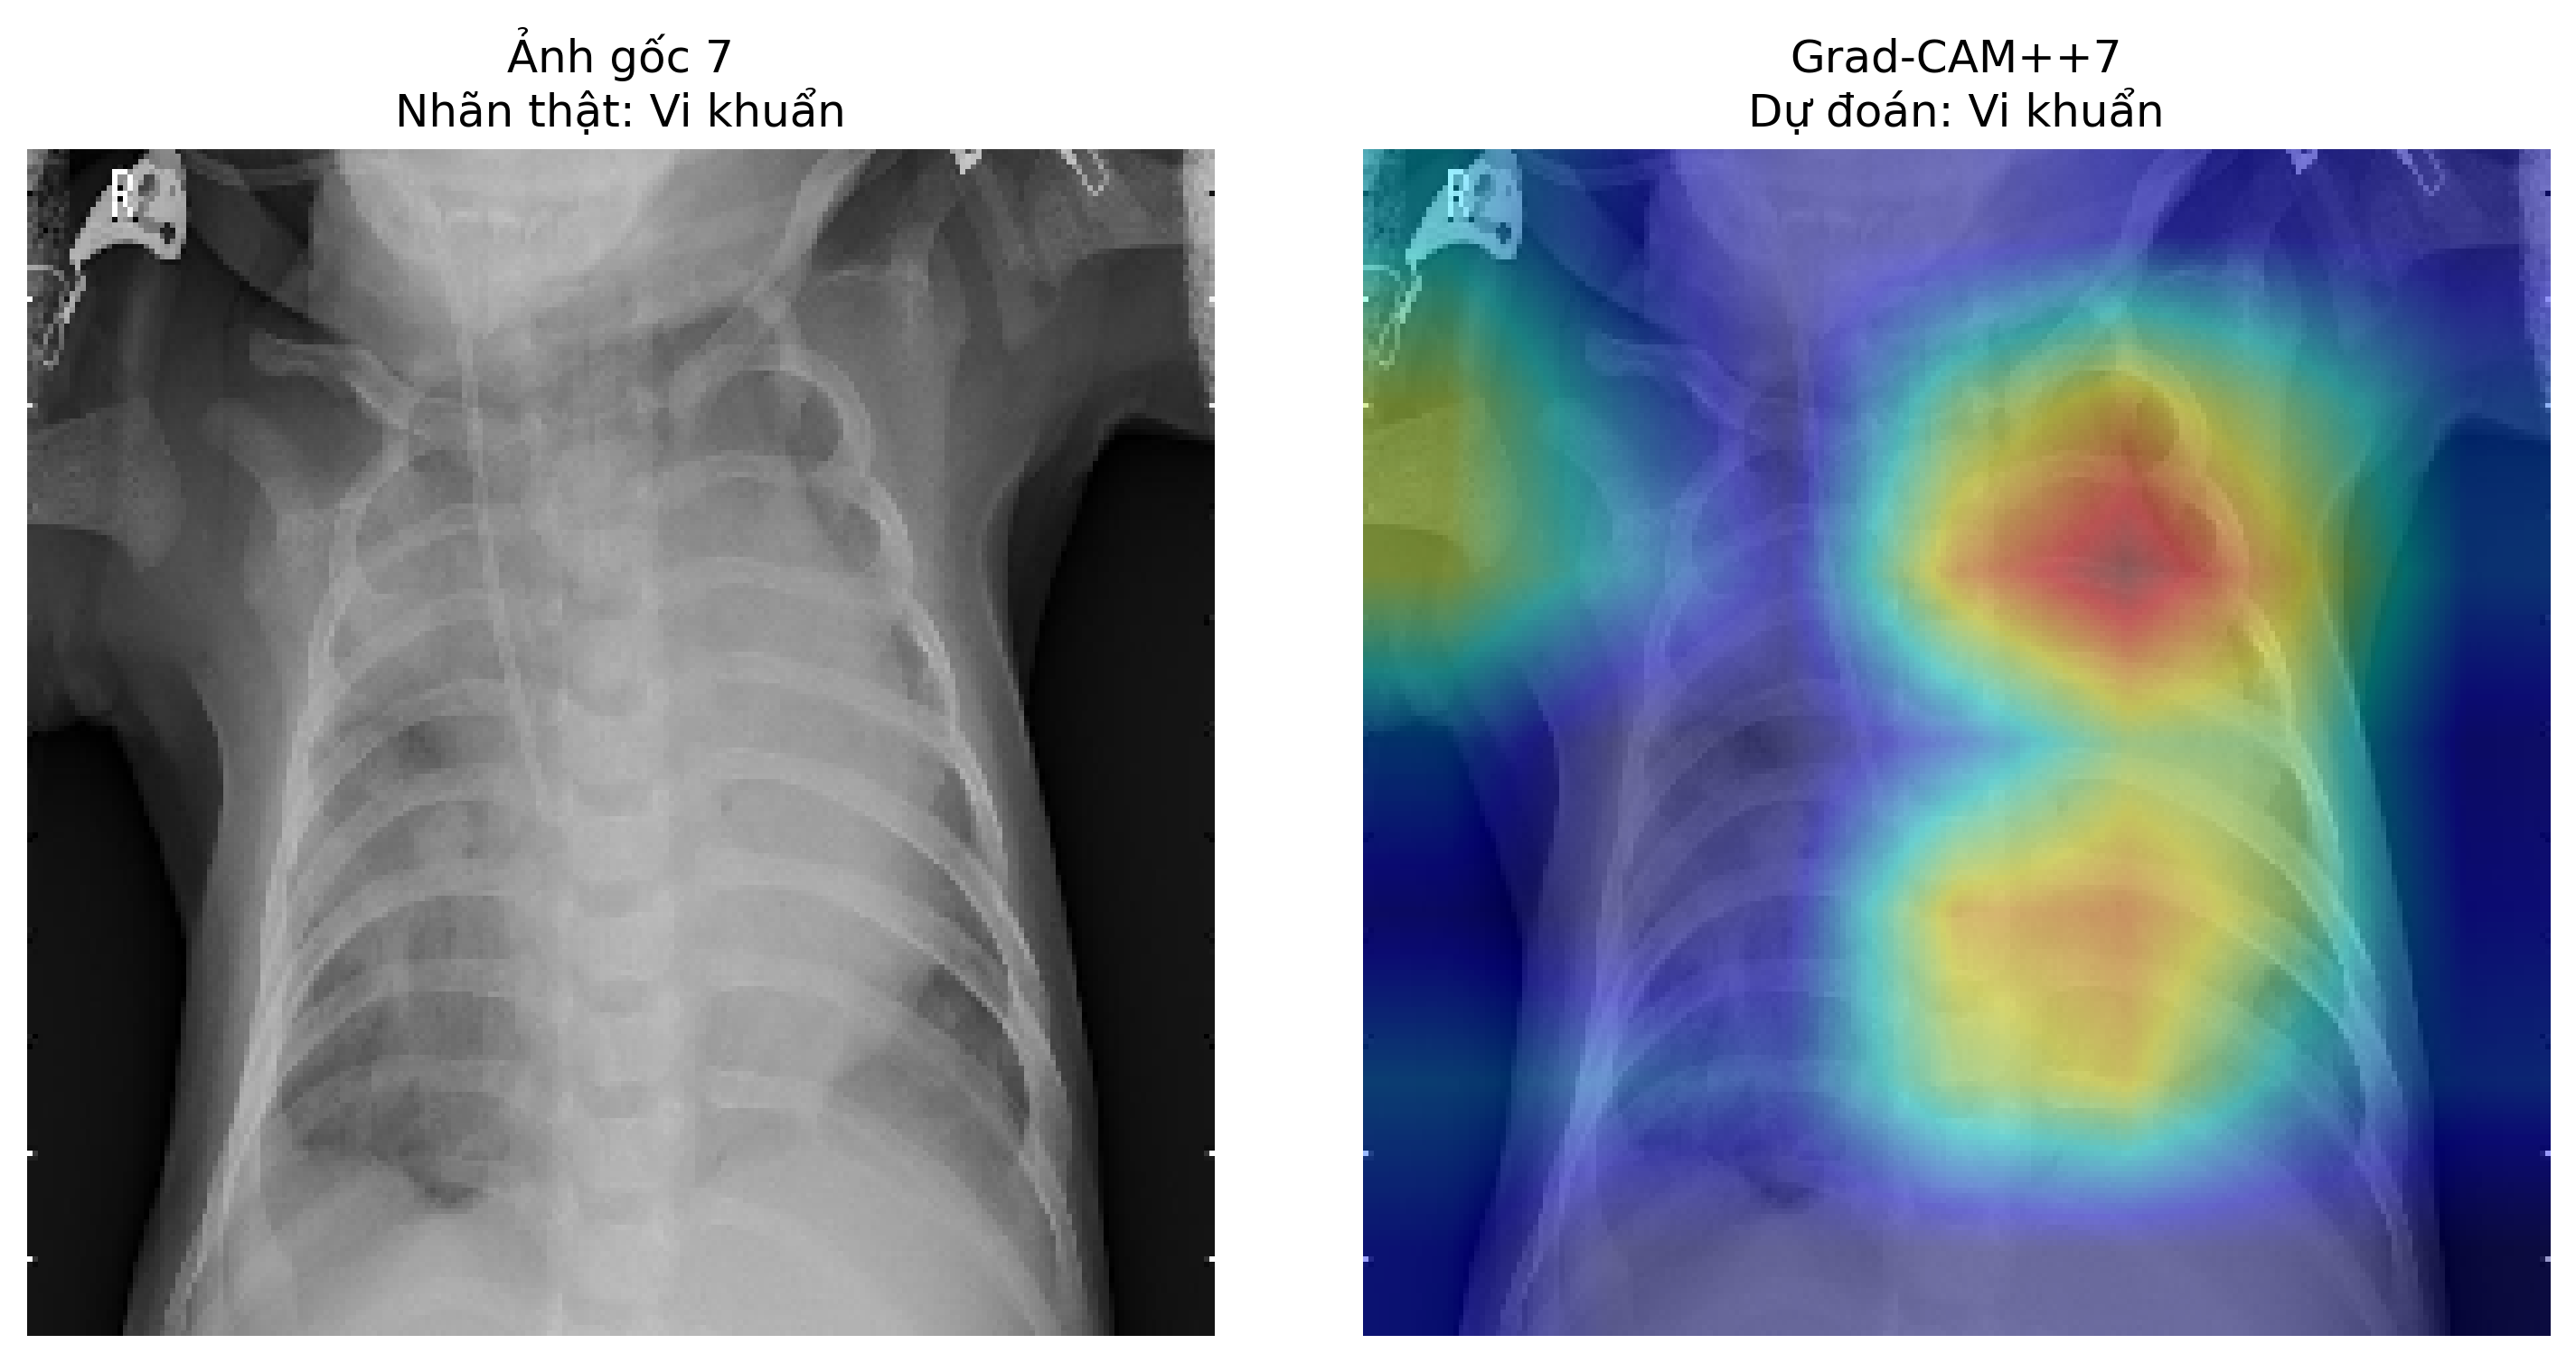 Ảnh gốc 7
Nhãn thật: Vi khuẩn
Grad-CAM++7
Dự đoán: Vi khuẩn
R
R